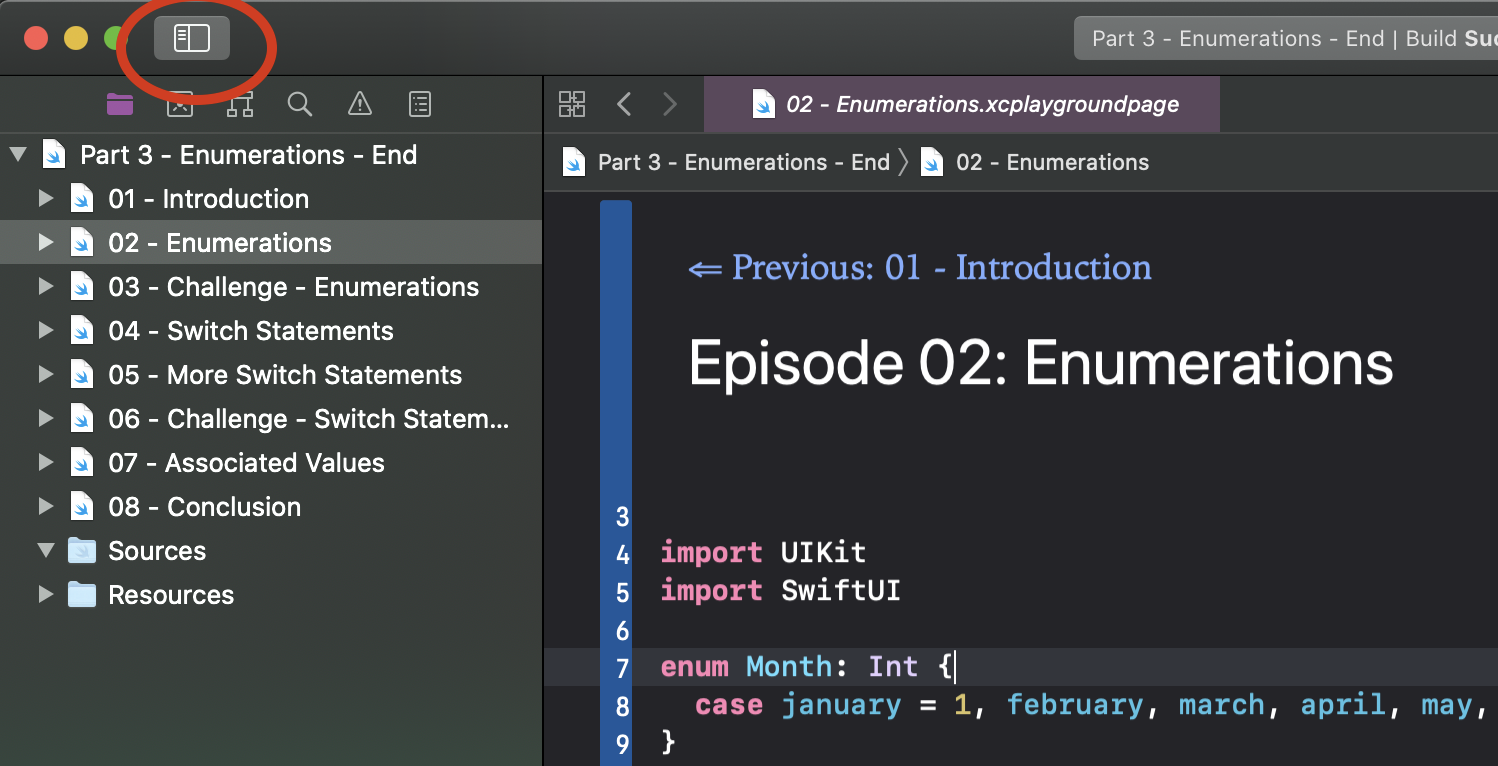 Part 3 - Enumerations - End | Build Suc
02 - Enumerations.xcplaygroundpage
Part 3 - Enumerations - End
01 - Introduction
02 - Enumerations
03 - Challenge - Enumerations
04 - Switch Statements
05 - More Switch Statements
06 - Challenge - Switch Statem...
07 - Associated Values
08 - Conclusion
Sources
Resources
Part 3 - Enumerations - End 〉 02 - Enumerations
⇐ Previous: 01 - Introduction
Episode 02: Enumerations
3
4 import UIKit
5 import SwiftUI
6
7 enum Month: Int {
8 case january = 1, february, march, april, may,
9 }